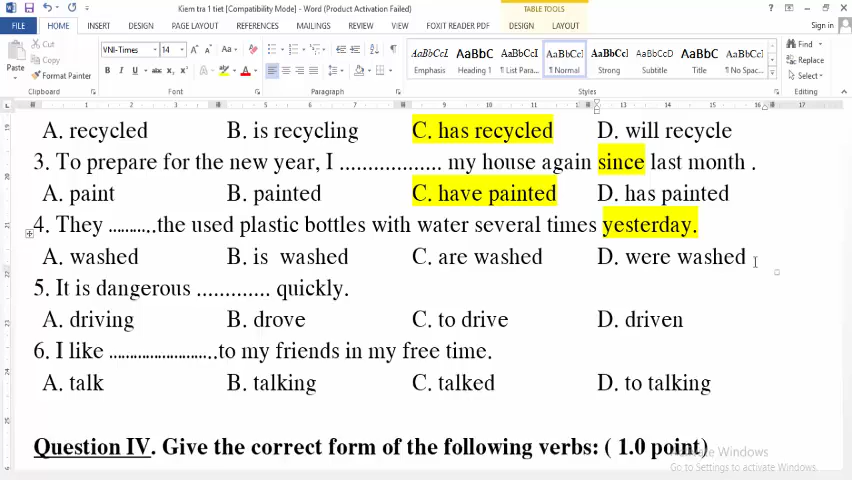 Kiem tra 1 tiet [Compatibility Mode] - Word (Product Activation Failed)
TABLE TOOLS
Sign in
FILE HOME INSERT DESIGN PAGE LAYOUT REFERENCES MAILINGS REVIEW VIEW FOXIT READER PDF DESIGN LAYOUT
Paste
Cut
Copy
Format Painter
VNI-Times 14
AaBbCcI Emphasis
AaBbC Heading 1
AaBbCcI ¶ List Para...
AaBbCcI ¶ Normal
AaBbCcI Strong
AaBbCcD Subtitle
AaBbC Title
AaBbCcI ¶ No Spac...
Find
Replace
Select
Clipboard Font Paragraph Styles Editing
A. recycled B. is recycling C. has recycled D. will recycle
3. To prepare for the new year, I .................. my house again since last month .
A. paint B. painted C. have painted D. has painted
4. They ...........the used plastic bottles with water several times yesterday.
A. washed B. is washed C. are washed D. were washed
5. It is dangerous ............. quickly.
A. driving B. drove C. to drive D. driven
6. I like .........................to my friends in my free time.
A. talk B. talking C. talked D. to talking
Question IV. Give the correct form of the following verbs: ( 1.0 point)
Activate Windows
Go to Settings to activate Windows.